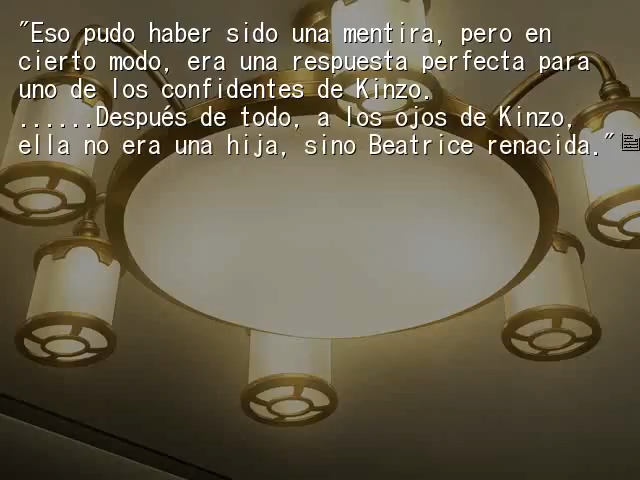 "Eso pudo haber sido una mentira, pero en
cierto modo, era una respuesta perfecta para
uno de los confidentes de Kinzo.
......Después de todo, a los ojos de Kinzo,
ella no era una hija, sino Beatrice renacida."